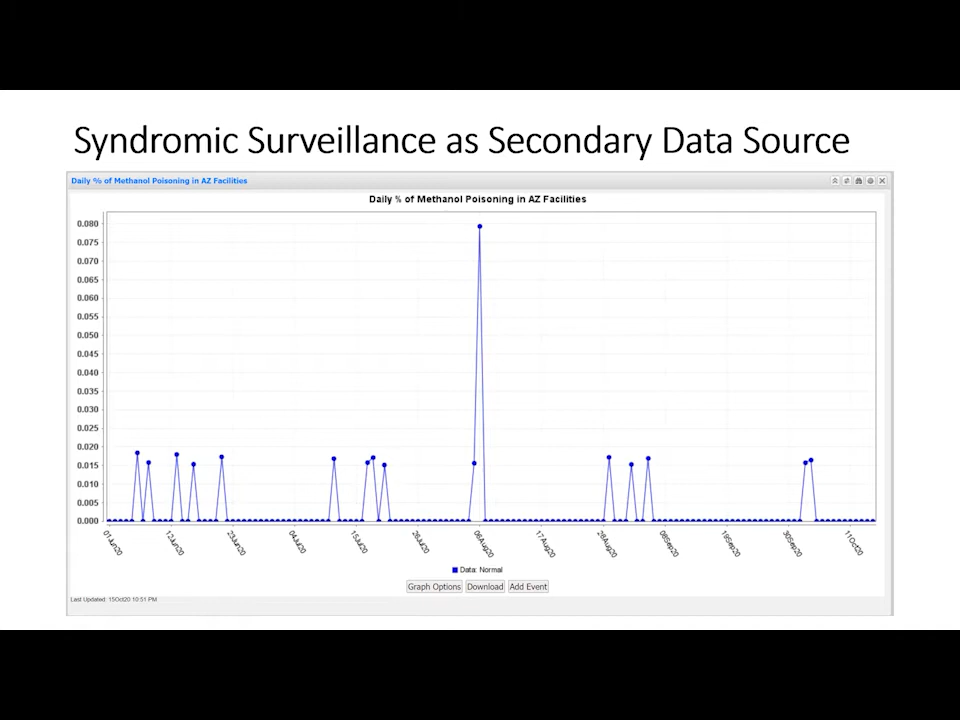 Syndromic Surveillance as Secondary Data Source
Daily % of Methanol Poisoning in AZ Facilities
Daily % of Methanol Poisoning in AZ Facilities
0.080
0.075
0.070
0.065
0.060
0.055
0.050
0.045
0.040
0.035
0.030
0.025
0.020
0.015
0.010
0.005
0.000
01Jun20 12Jun20 23Jun20 04Jul20 15Jul20 26Jul20 06Aug20 17Aug20 28Aug20 08Sep20 19Sep20 30Sep20 11Oct20
Data: Normal
Graph Options Download Add Event
Last Updated: 15Oct20 10:51 PM